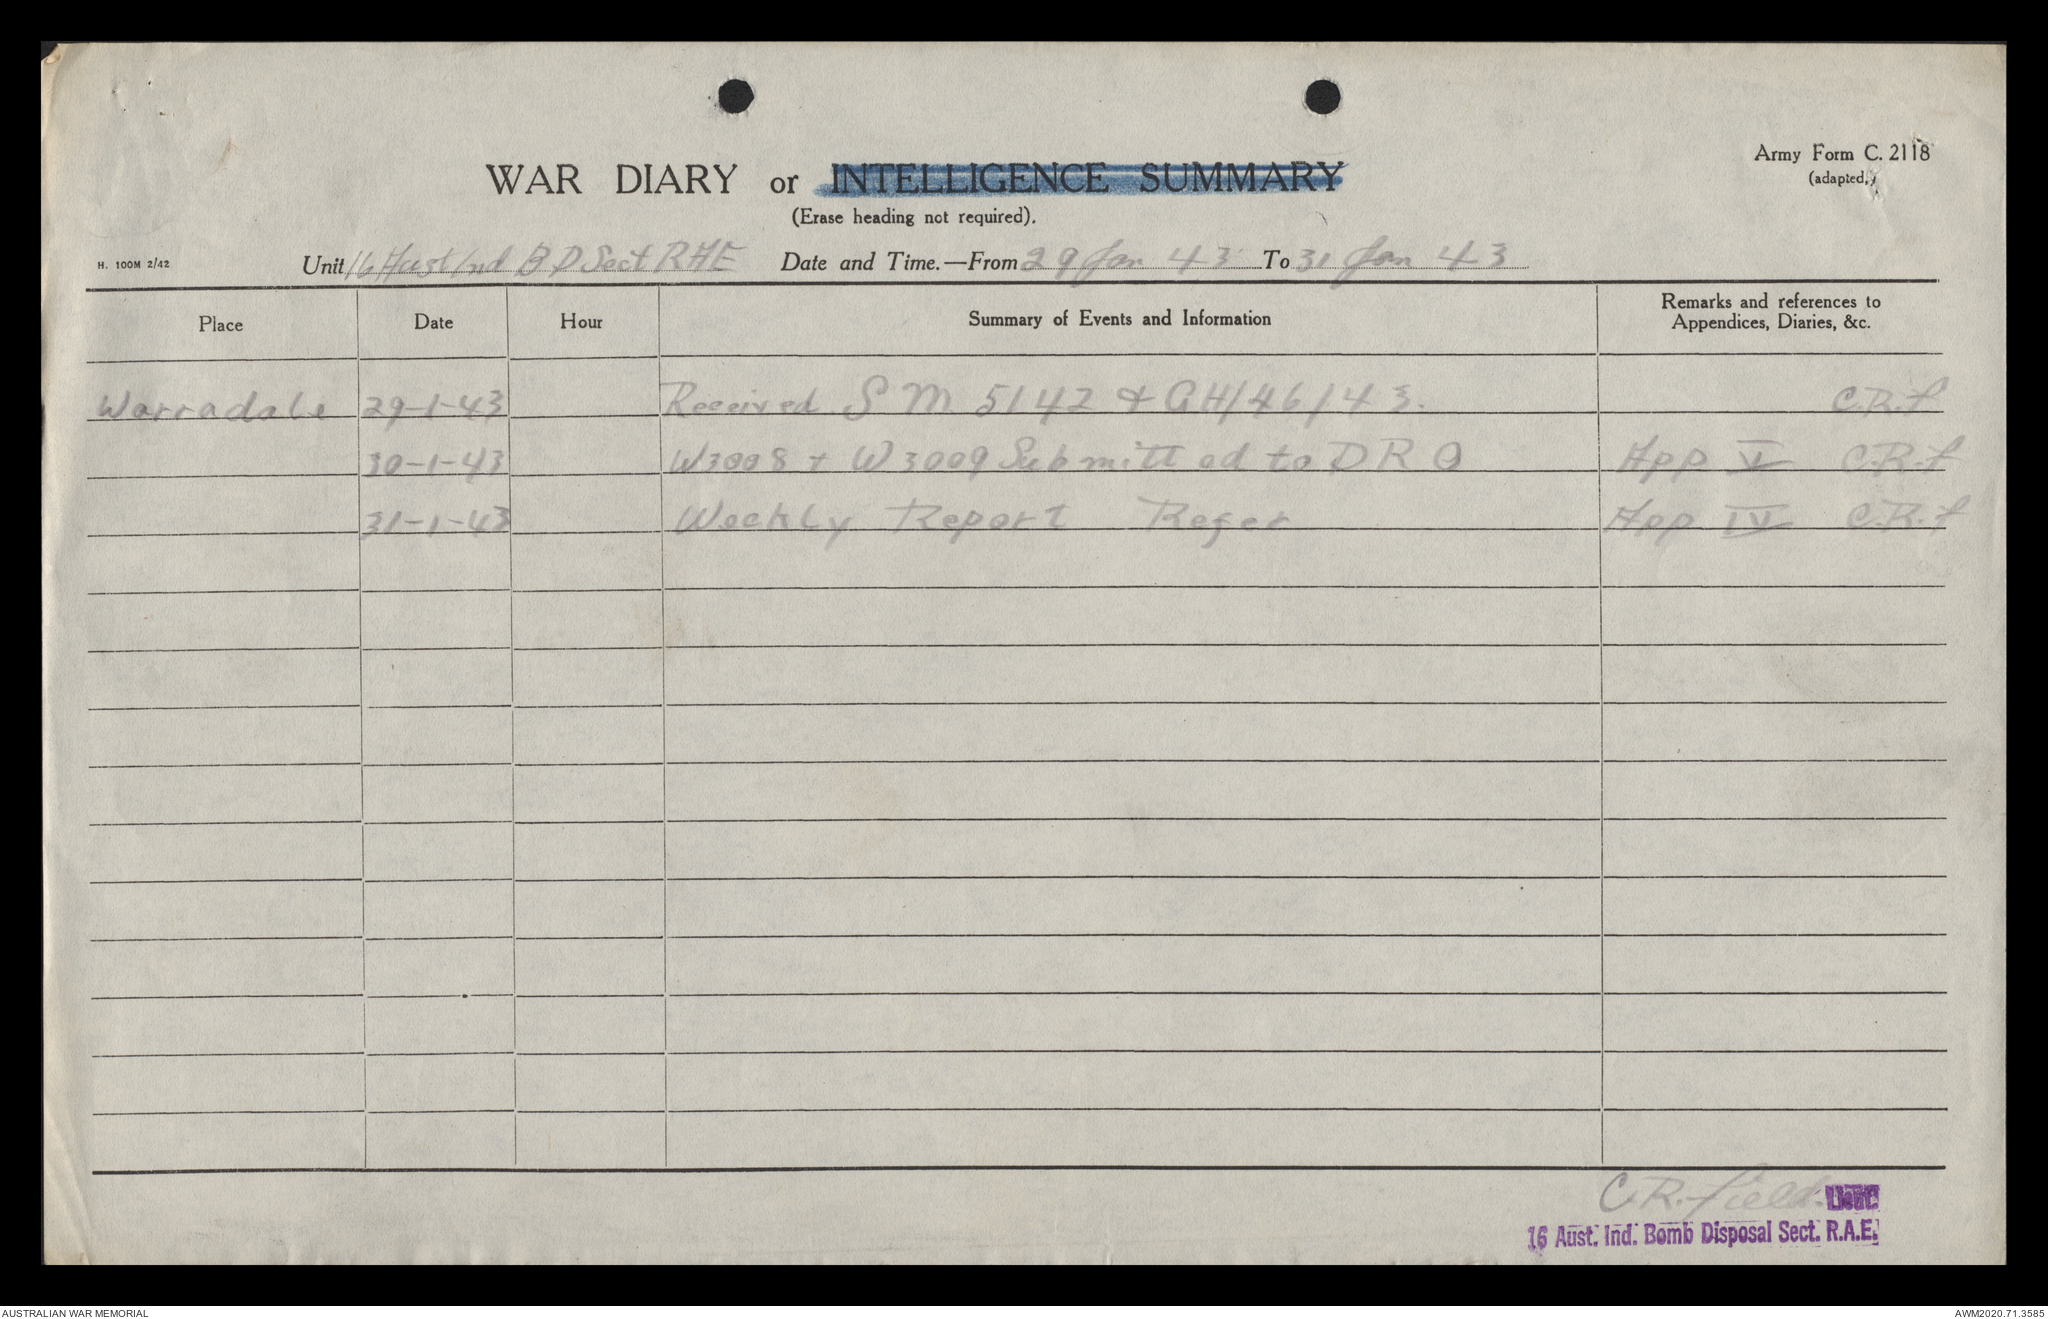 Army Form C. 2118
(adapted.)
WAR DIARY or INTELLIGENCE SUMMARY
(Erase heading not required).
H. 100M 2/42
Unit 16 Aust Ind B D Sect RAE Date and Time.—From 29 Jan 43 To 31 Jan 43
Place Date Hour Summary of Events and Information Remarks and references to
Appendices, Diaries, &c.
Warradale 29-1-43 Received S M 5142 & GH/46/43. C.R.F
30-1-43 W3008 + W3009 Submitted to D R O App V C.R.F
31-1-43 Weekly Report Refer App IV C.R.F
C.R. Field. Lieut.
16 Aust. Ind. Bomb Disposal Sect. R.A.E.
AUSTRALIAN WAR MEMORIAL
AWM2020.71.3585